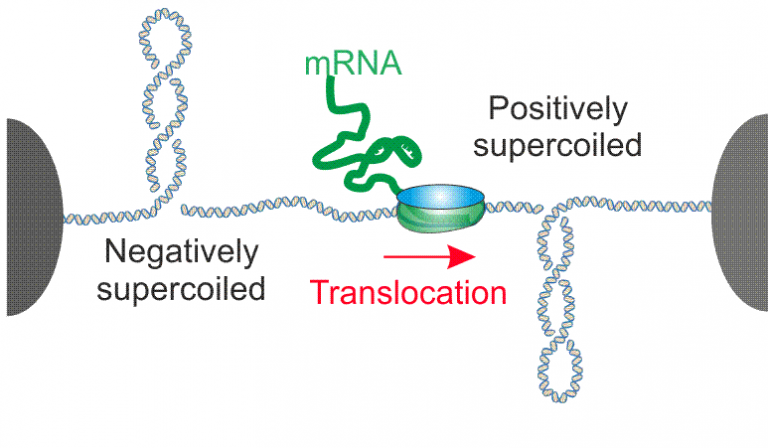 mRNA
Positively
supercoiled
Negatively
supercoiled
Translocation